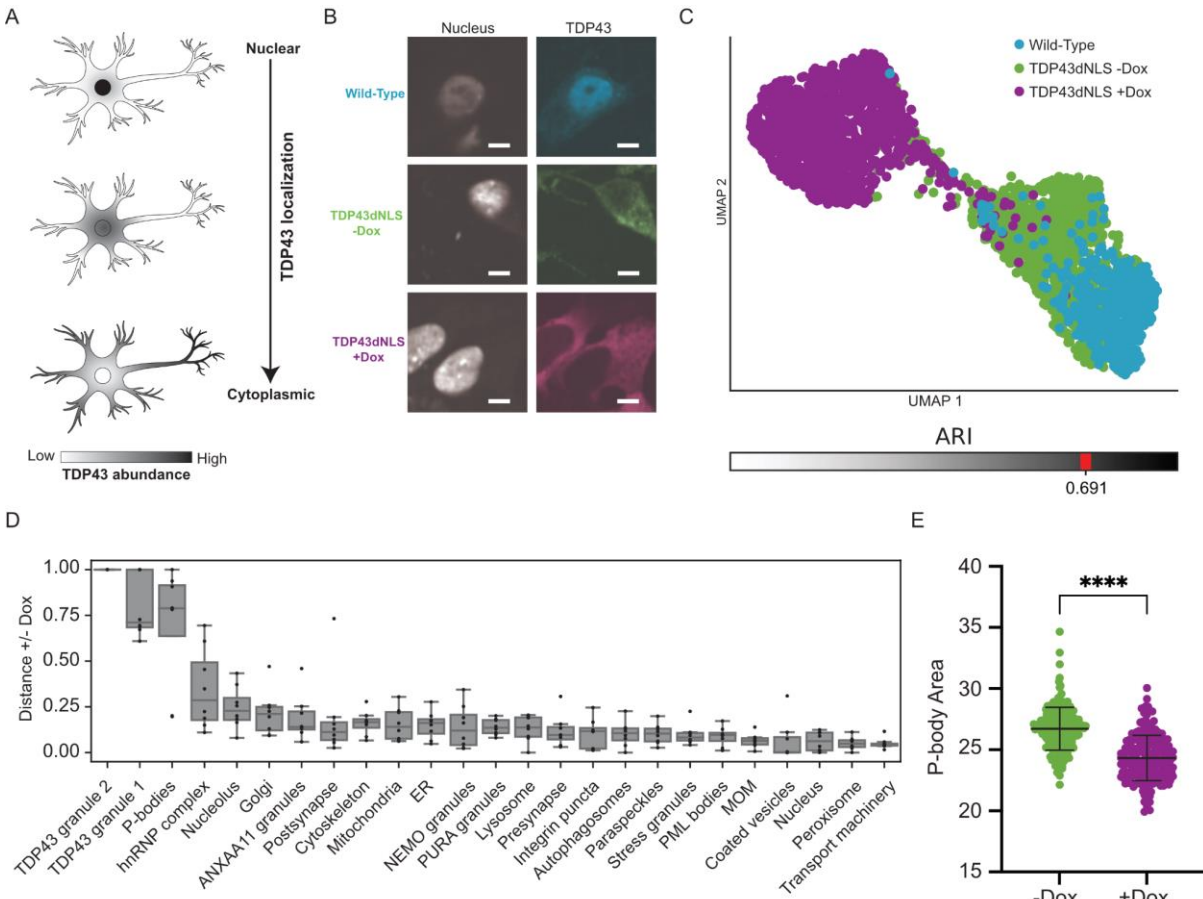 A
Nuclear
TDP43 localization
Cytoplasmic
Low
High
TDP43 abundance
B
Nucleus
TDP43
Wild-Type
TDP43dNLS
-Dox
TDP43dNLS
+Dox
C
Wild-Type
TDP43dNLS -Dox
TDP43dNLS +Dox
UMAP 2
UMAP 1
ARI
0.691
D
Distance +/- Dox
1.00
0.75
0.50
0.25
0.00
TDP43 granule 2
TDP43 granule 1
P-bodies
hnRNP complex
Nucleolus
Golgi
ANXAA11 granules
Postsynapse
Cytoskeleton
Mitochondria
ER
NEMO granules
PURA granules
Lysosome
Presynapse
Integrin puncta
Autophagosomes
Paraspeckles
Stress granules
PML bodies
MOM
Coated vesicles
Nucleus
Peroxisome
Transport machinery
E
P-body Area
40
35
30
25
20
15
****
-Dox
+Dox